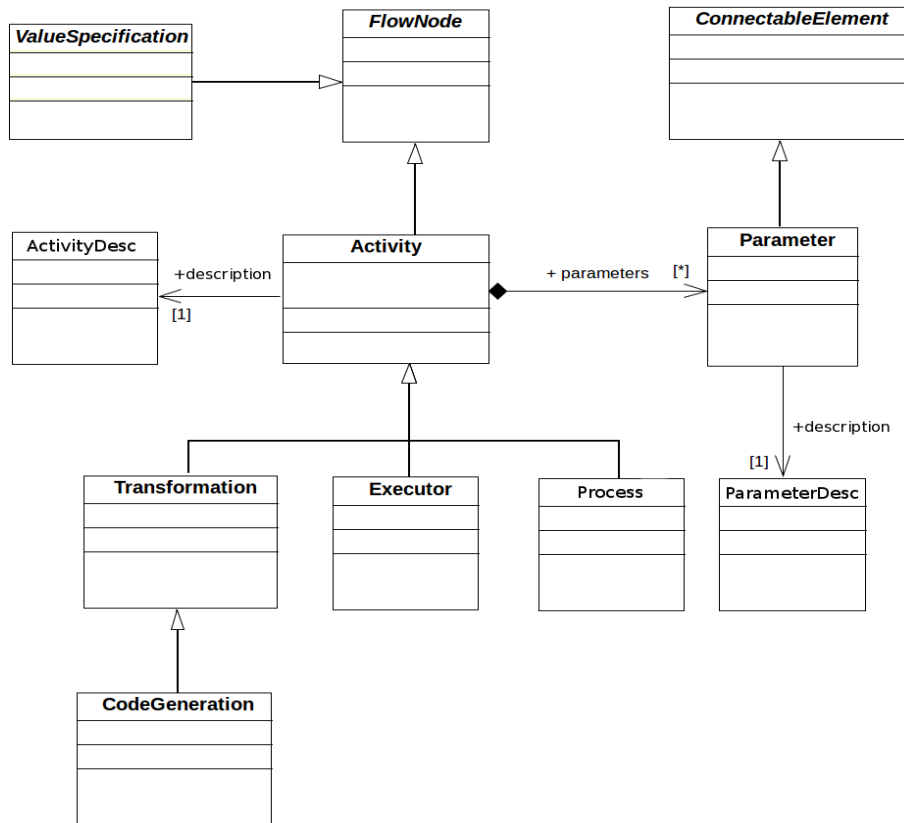 ValueSpecification
FlowNode
ConnectableElement
ActivityDesc
+description
[1]
Activity
+ parameters
[*]
Parameter
+description
[1]
Transformation
Executor
Process
ParameterDesc
CodeGeneration